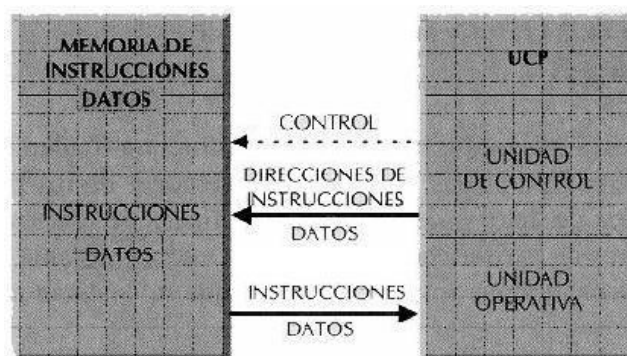 MEMORIA DE
INSTRUCCIONES
DATOS
INSTRUCCIONES
DATOS
CONTROL
DIRECCIONES DE
INSTRUCCIONES
DATOS
INSTRUCCIONES
DATOS
UCP
UNIDAD
DE CONTROL
UNIDAD
OPERATIVA